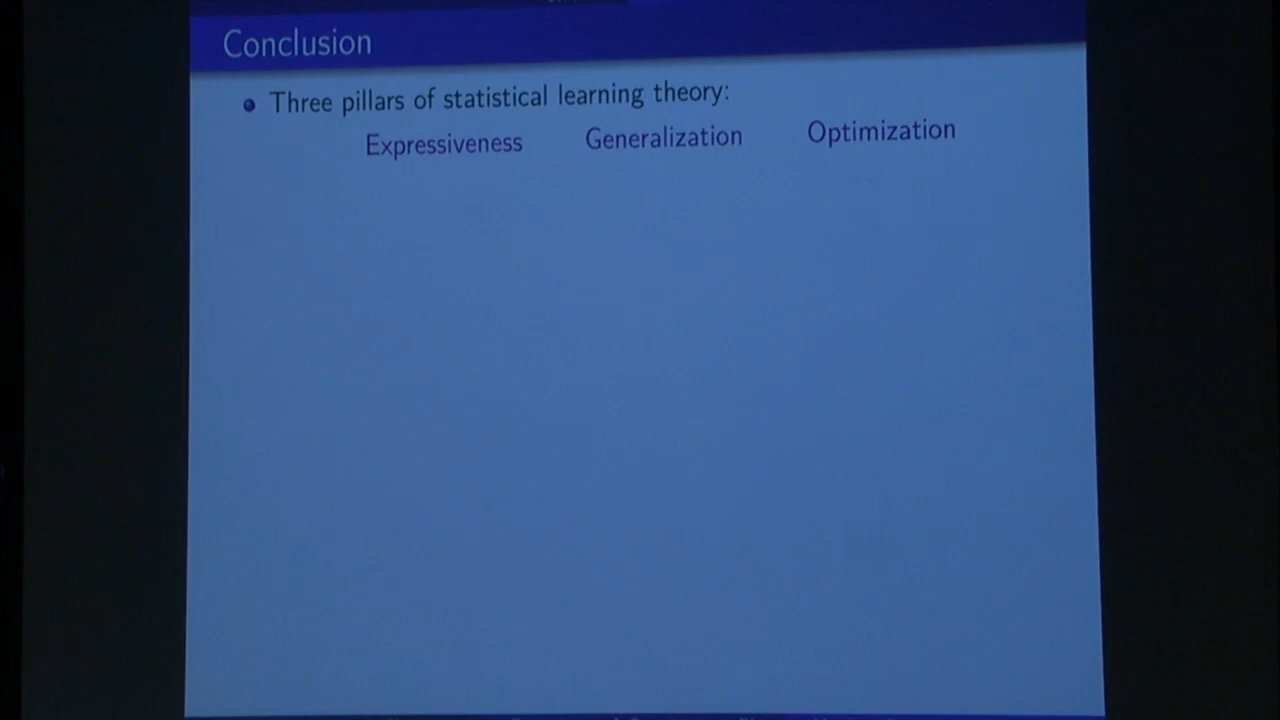 Conclusion
Three pillars of statistical learning theory:
Expressiveness Generalization Optimization